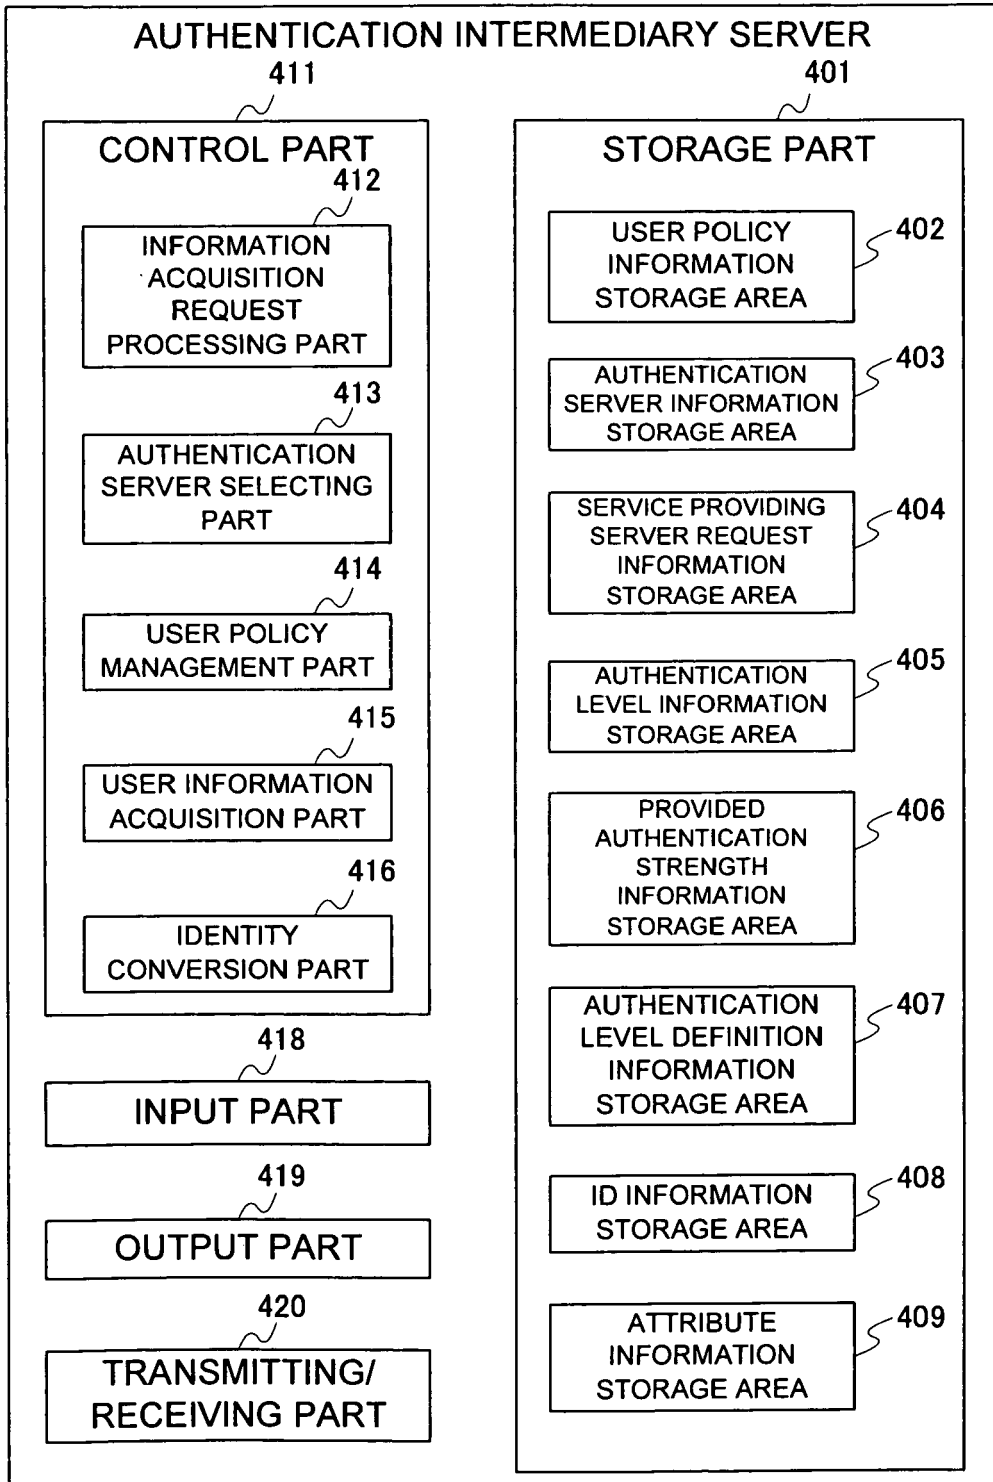 AUTHENTICATION INTERMEDIARY SERVER
411
CONTROL PART
412
INFORMATION
ACQUISITION
REQUEST
PROCESSING PART
413
AUTHENTICATION
SERVER SELECTING
PART
414
USER POLICY
MANAGEMENT PART
415
USER INFORMATION
ACQUISITION PART
416
IDENTITY
CONVERSION PART
418
INPUT PART
419
OUTPUT PART
420
TRANSMITTING/
RECEIVING PART
401
STORAGE PART
USER POLICY
INFORMATION
STORAGE AREA
402
AUTHENTICATION
SERVER INFORMATION
STORAGE AREA
403
SERVICE PROVIDING
SERVER REQUEST
INFORMATION
STORAGE AREA
404
AUTHENTICATION
LEVEL INFORMATION
STORAGE AREA
405
PROVIDED
AUTHENTICATION
STRENGTH
INFORMATION
STORAGE AREA
406
AUTHENTICATION
LEVEL DEFINITION
INFORMATION
STORAGE AREA
407
ID INFORMATION
STORAGE AREA
408
ATTRIBUTE
INFORMATION
STORAGE AREA
409